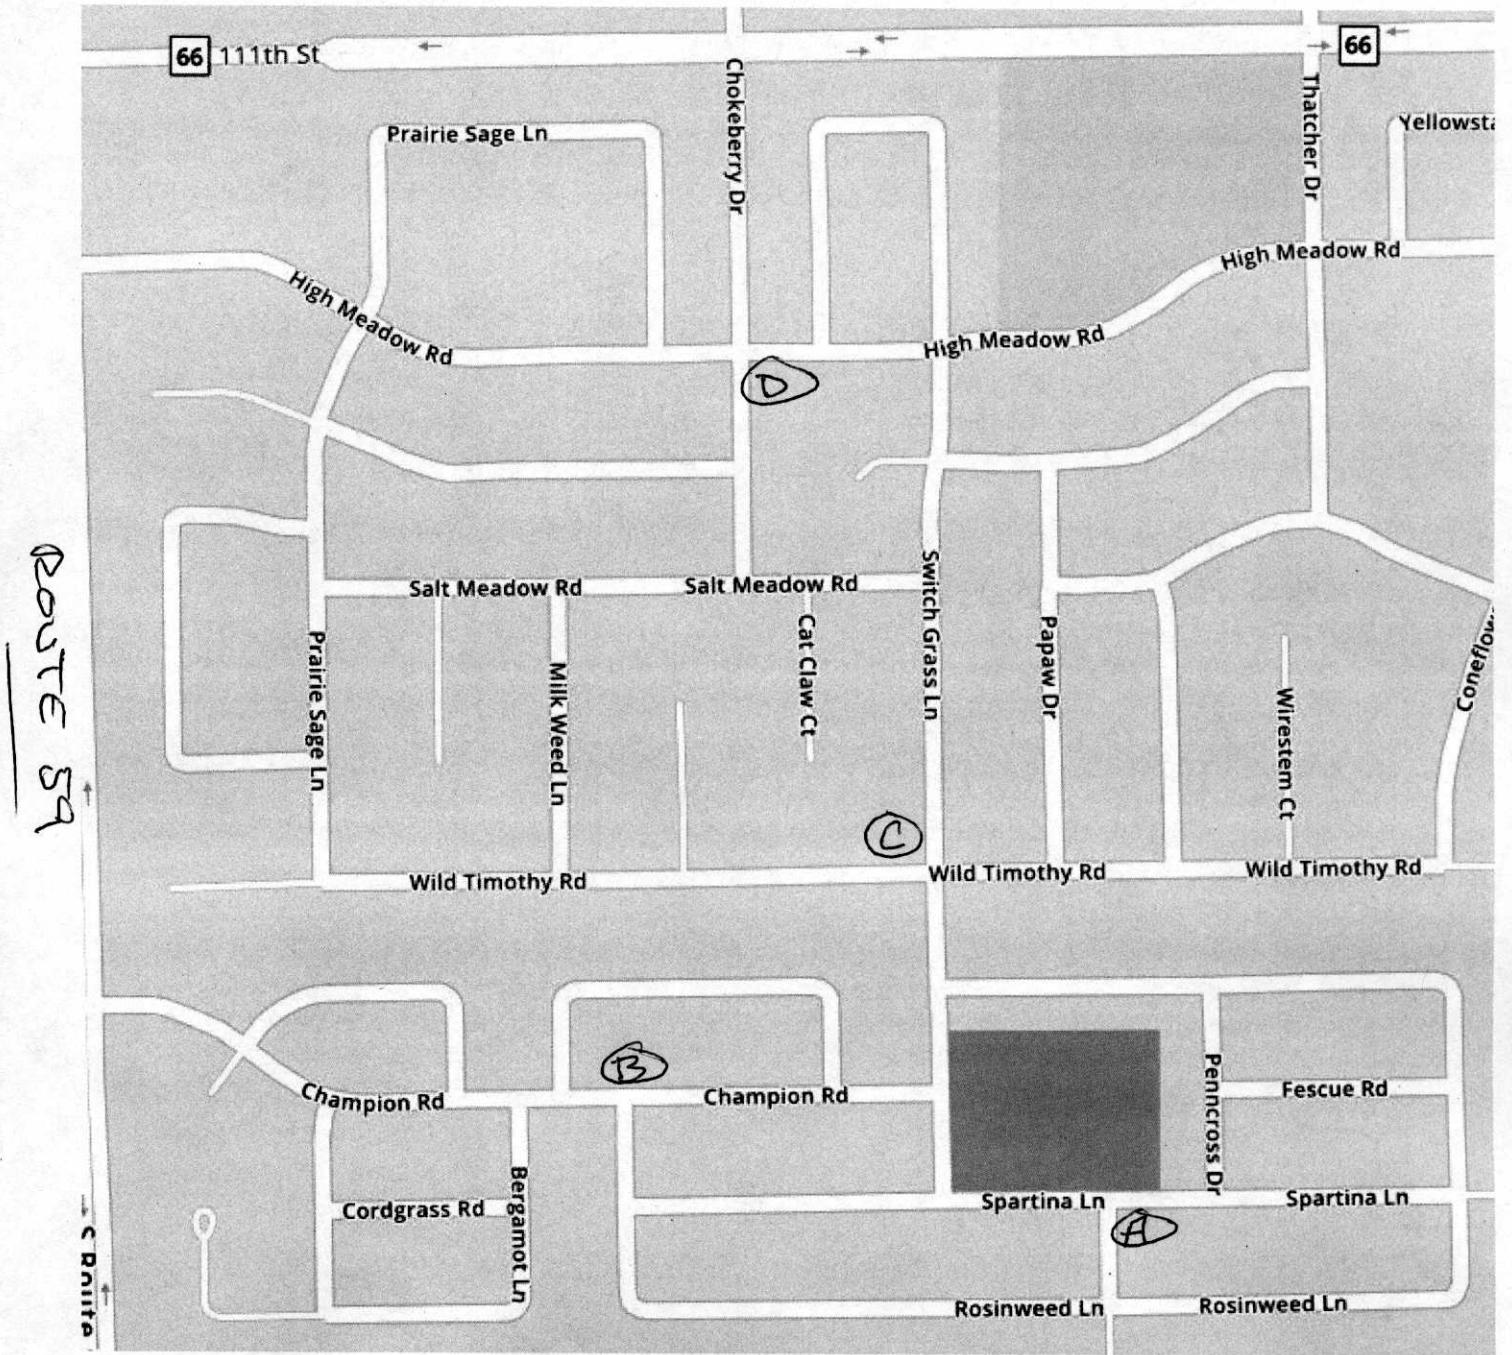 66 111th St
66
Chokeberry Dr
Thatcher Dr
Prairie Sage Ln
Yellowsta
High Meadow Rd
High Meadow Rd
High Meadow Rd
D
ROUTE 59
Salt Meadow Rd
Salt Meadow Rd
Switch Grass Ln
Cat Claw Ct
Papaw Dr
Prairie Sage Ln
Milk Weed Ln
Wirestem Ct
Coneflow
C
Wild Timothy Rd
Wild Timothy Rd
Wild Timothy Rd
B
Champion Rd
Champion Rd
Penncross Dr
Fescue Rd
Bergamot Ln
Cordgrass Rd
Spartina Ln
Spartina Ln
A
S Route
Rosinweed Ln
Rosinweed Ln